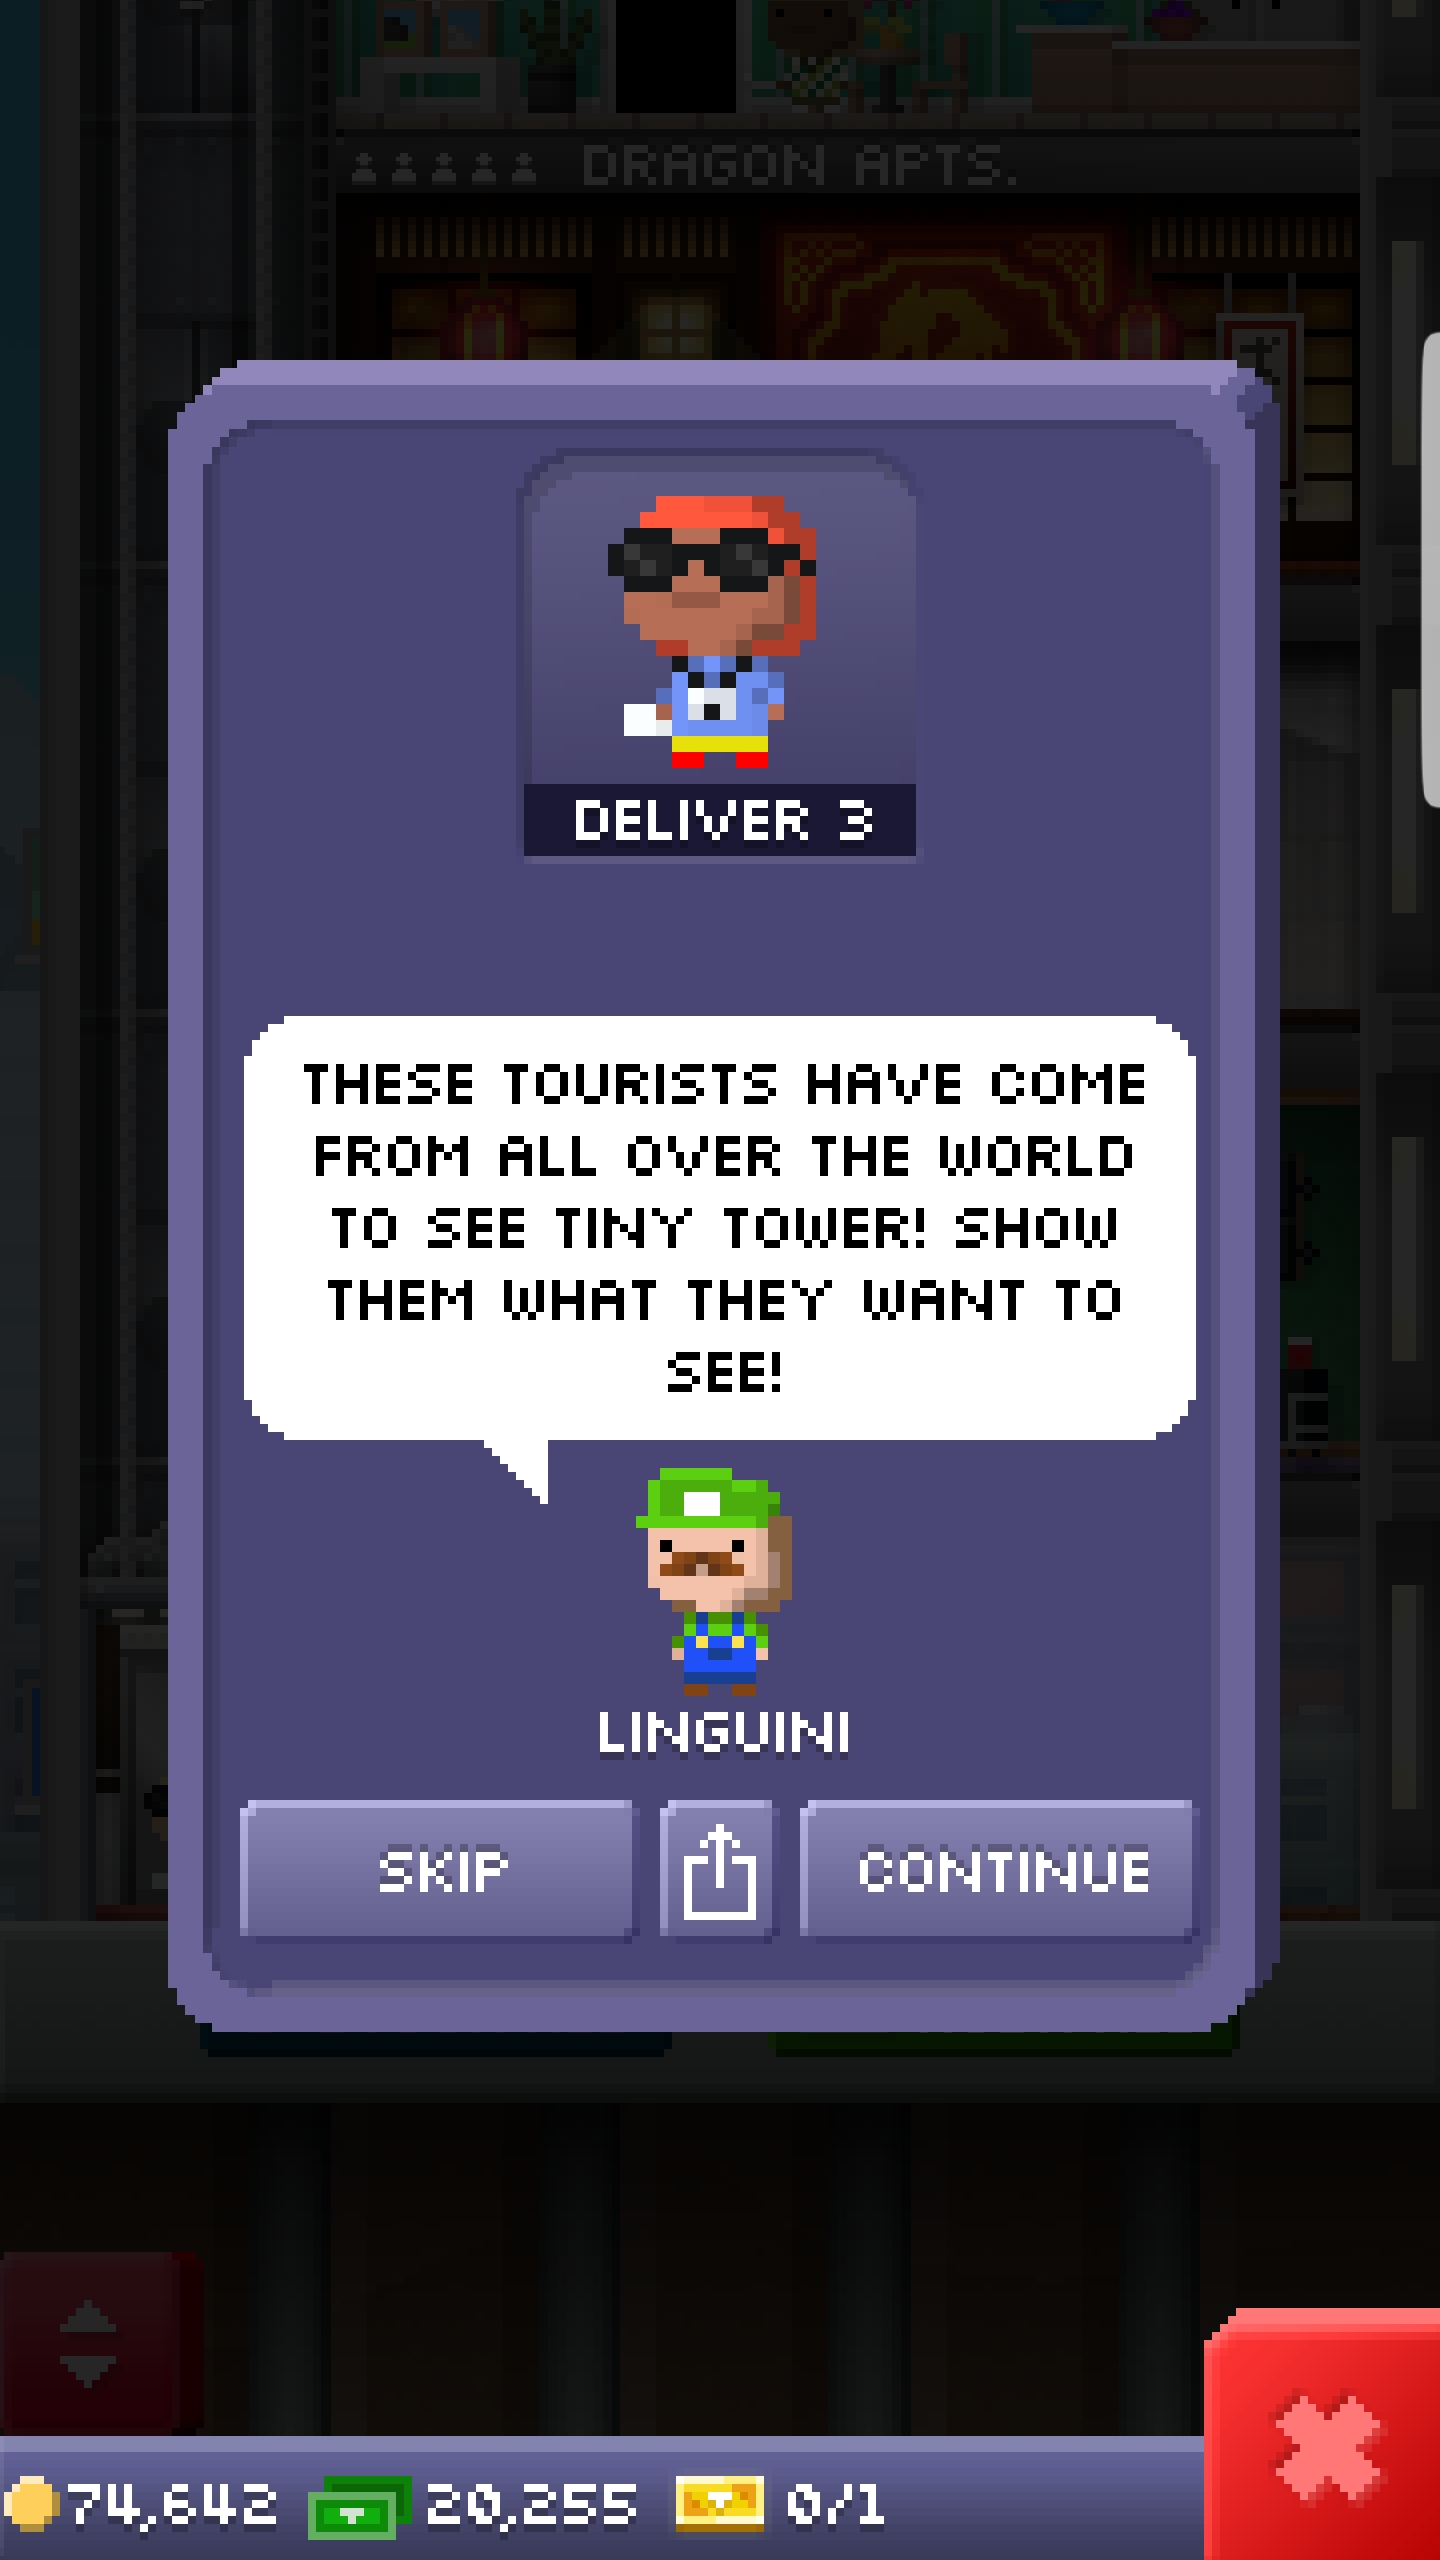 DRAGON APTS.
DELIVER 3
THESE TOURISTS HAVE COME
FROM ALL OVER THE WORLD
TO SEE TINY TOWER! SHOW
THEM WHAT THEY WANT TO
SEE!
LINGUINI
SKIP
CONTINUE
74,642 20,255 0/1